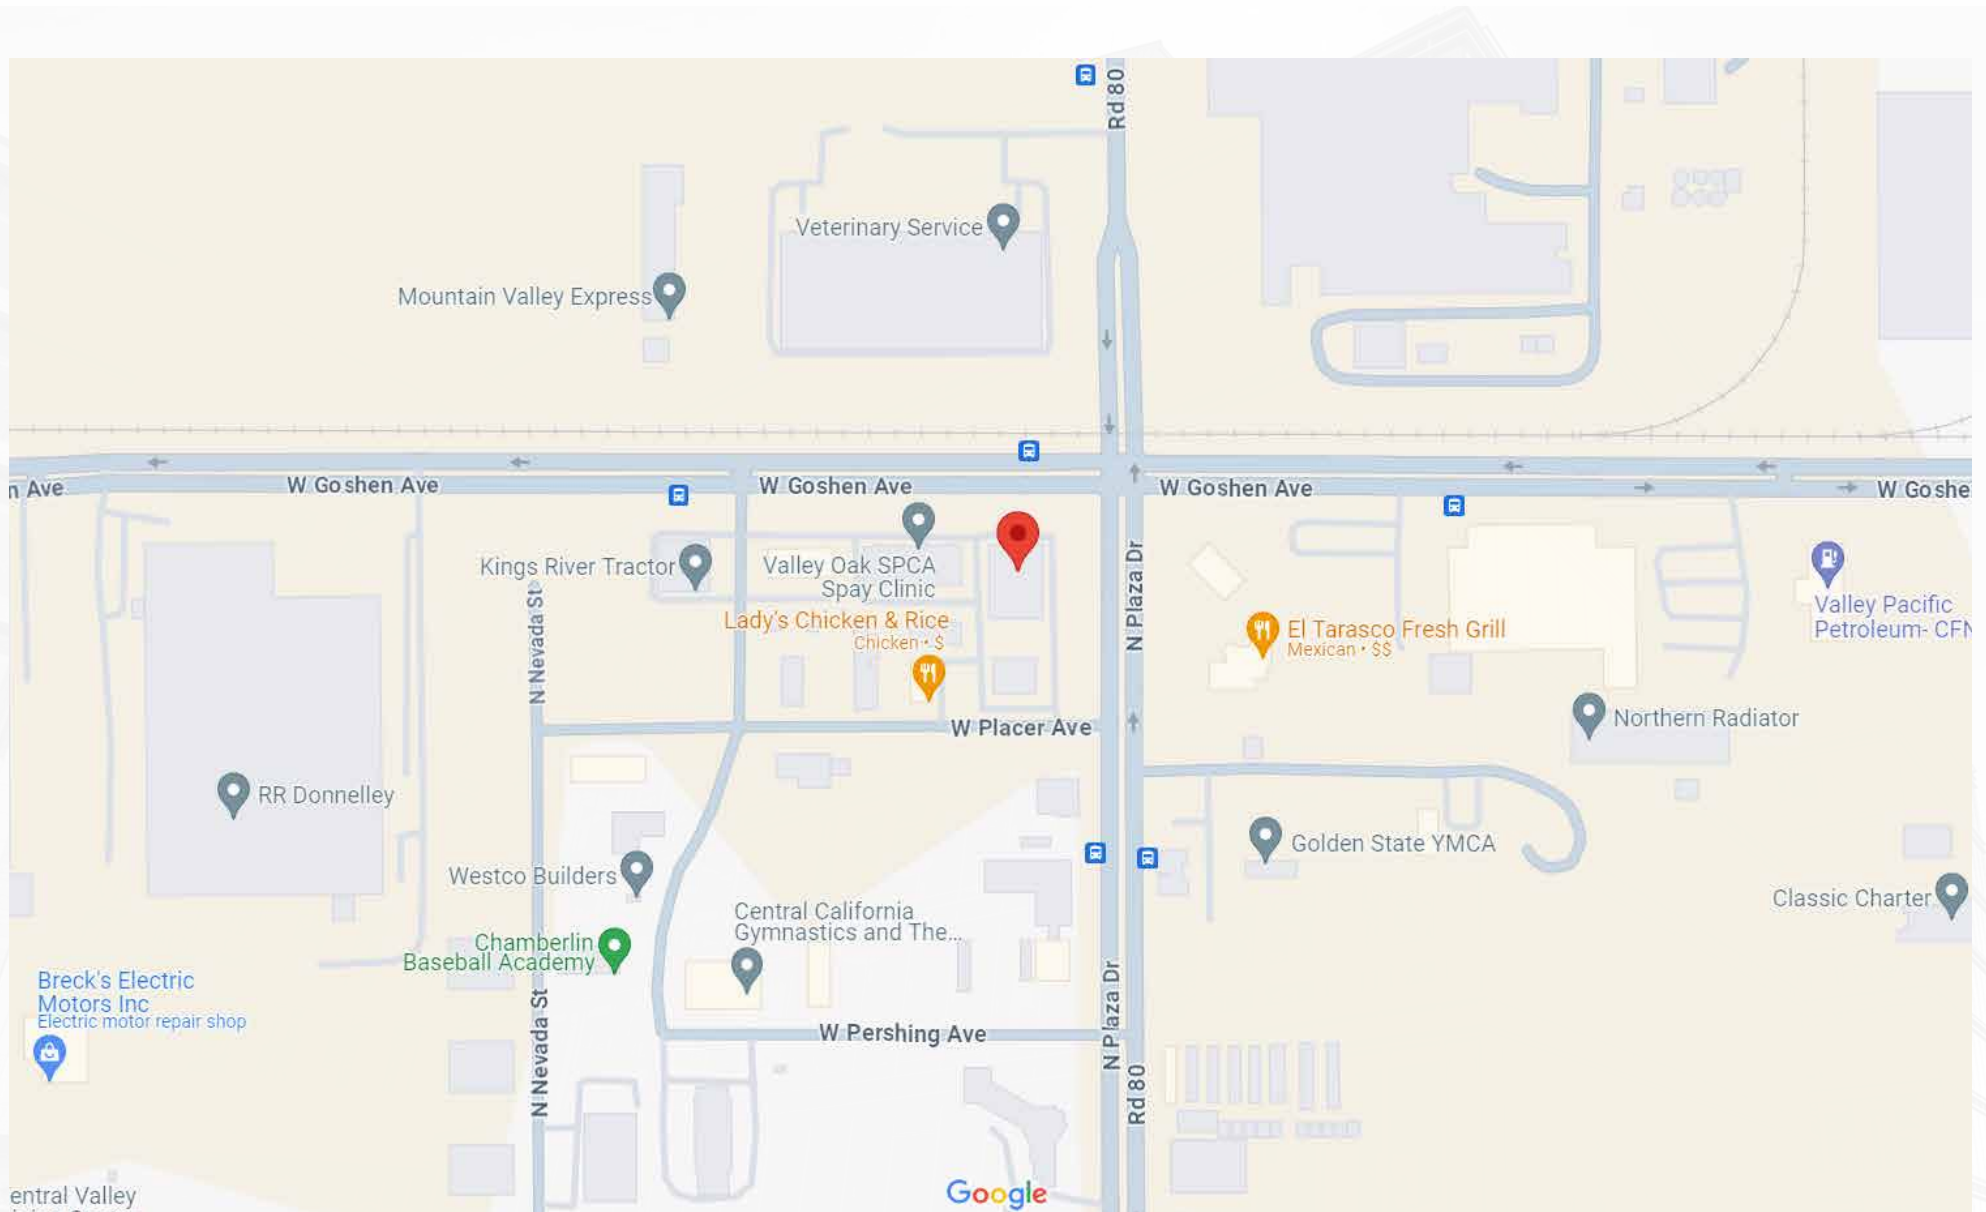 Rd 80
Veterinary Service
Mountain Valley Express
n Ave
W Goshen Ave
W Goshen Ave
W Goshen Ave
W Goshe
Kings River Tractor
Valley Oak SPCA
Spay Clinic
N Nevada St
N Plaza Dr
Lady's Chicken & Rice
Chicken • $
El Tarasco Fresh Grill
Mexican • $$
Valley Pacific
Petroleum- CFN
W Placer Ave
Northern Radiator
RR Donnelley
Golden State YMCA
Westco Builders
Classic Charter
Central California
Gymnastics and The...
Chamberlin
Baseball Academy
Breck's Electric
Motors Inc
Electric motor repair shop
N Nevada St
N Plaza Dr
W Pershing Ave
Rd 80
entral Valley
Google